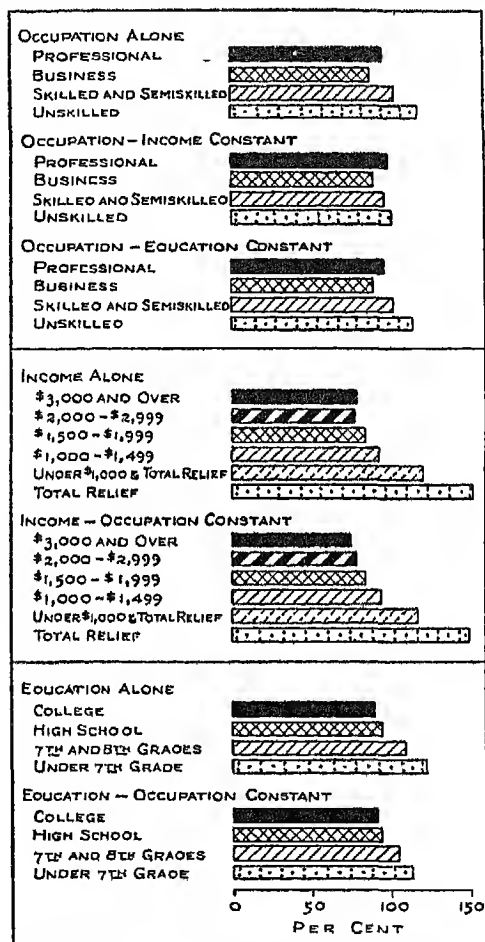 OCCUPATION ALONE
PROFESSIONAL
BUSINESS
SKILLED AND SEMISKILLED
UNSKILLED
OCCUPATION-INCOME CONSTANT
PROFESSIONAL
BUSINESS
SKILLED AND SEMISKILLED
UNSKILLED
OCCUPATION-EDUCATION CONSTANT
PROFESSIONAL
BUSINESS
SKILLED AND SEMISKILLED
UNSKILLED
INCOME ALONE
$3,000 AND OVER
$2,000-$2,999
$1,500-$1,999
$1,000-$1,499
UNDER $1,000 & TOTAL RELIEF
TOTAL RELIEF
INCOME-OCCUPATION CONSTANT
$3,000 AND OVER
$2,000-$2,999
$1,500-$1,999
$1,000-$1,499
UNDER $1,000 & TOTAL RELIEF
TOTAL RELIEF
EDUCATION ALONE
COLLEGE
HIGH SCHOOL
7TH AND 8TH GRADES
UNDER 7TH GRADE
EDUCATION-OCCUPATION CONSTANT
COLLEGE
HIGH SCHOOL
7TH AND 8TH GRADES
UNDER 7TH GRADE
0 50 100 150
PER CENT